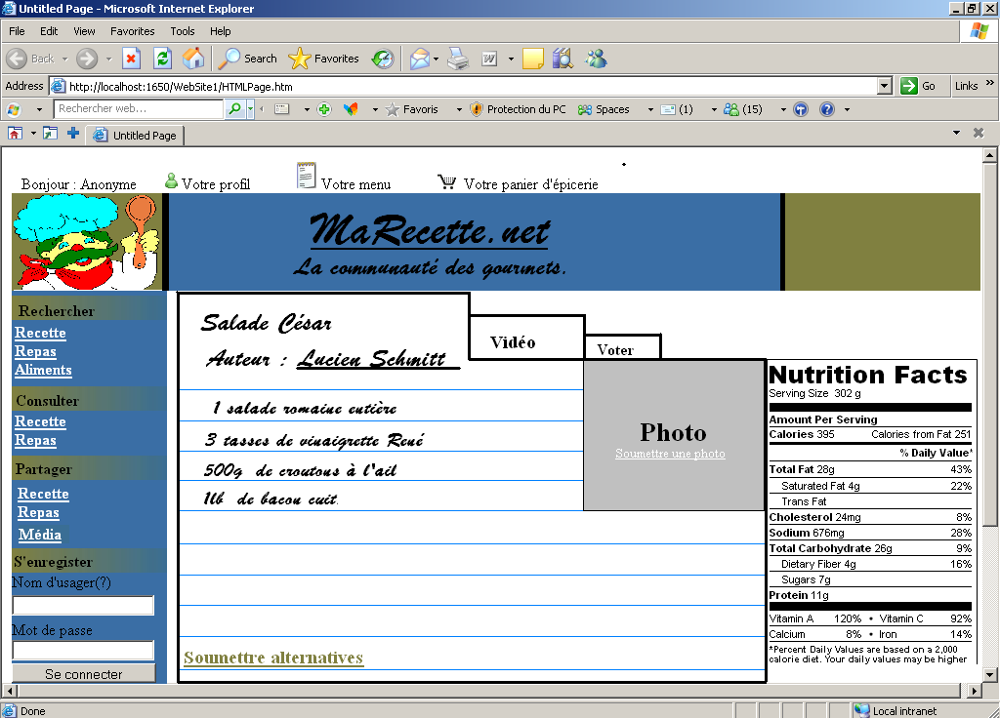 Untitled Page - Microsoft Internet Explorer
File Edit View Favorites Tools Help
Back Search Favorites
Address http://localhost:1650/WebSite1/HTMLPage.htm Go Links »
Rechercher web... Favoris Protection du PC Spaces (1) (15)
Untitled Page
Bonjour : Anonyme Votre profil Votre menu Votre panier d'épicerie
MaRecette.net
La communauté des gourmets.
Rechercher
Recette
Repas
Aliments
Consulter
Recette
Repas
Partager
Recette
Repas
Média
S'enregister
Nom d'usager(?)
Mot de passe
Se connecter
Salade César
Auteur : Lucien Schmitt
Vidéo
Voter
1 salade romaine entière
3 tasses de vinaigrette René
500g de croutons à l'ail
1lb de bacon cuit.
Soumettre alternatives
Photo
Soumettre une photo
Nutrition Facts
Serving Size 302 g
Amount Per Serving
Calories 395 Calories from Fat 251
% Daily Value*
Total Fat 28g 43%
Saturated Fat 4g 22%
Trans Fat
Cholesterol 24mg 8%
Sodium 676mg 28%
Total Carbohydrate 26g 9%
Dietary Fiber 4g 16%
Sugars 7g
Protein 11g
Vitamin A 120% • Vitamin C 92%
Calcium 8% • Iron 14%
*Percent Daily Values are based on a 2,000
calorie diet. Your daily values may be higher
Done Local intranet